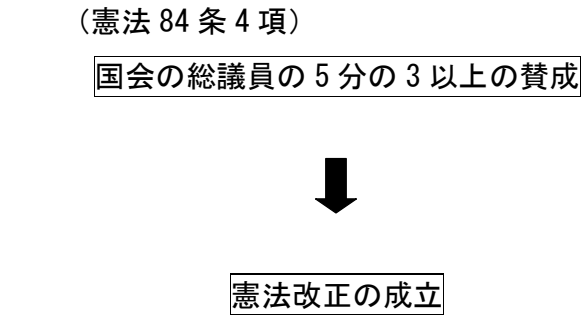 （憲法 84 条 4 項）
国会の総議員の 5 分の 3 以上の賛成
憲法改正の成立